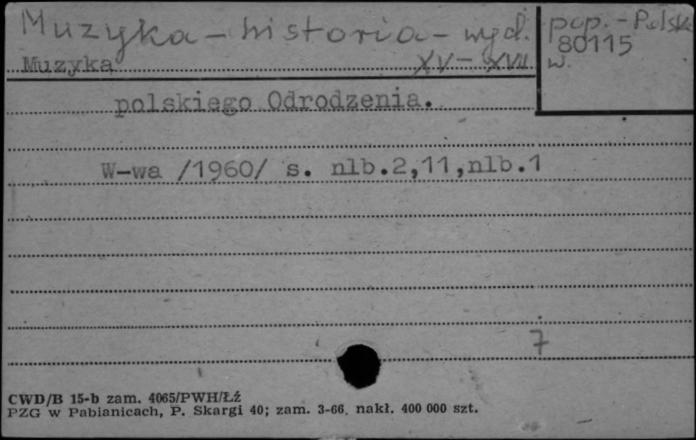 Muzyka - historia - wyd. pop. - Polska
80115
Muzyka XV - XVII w.
polskiego Odrodzenia.
W-wa /1960/ s. nlb.2,11,nlb.1
7
CWD/B 15-b zam. 4065/PWH/Łź
PZG w Pabianicach, P. Skargi 40; zam. 3-66, nakł. 400 000 szt.